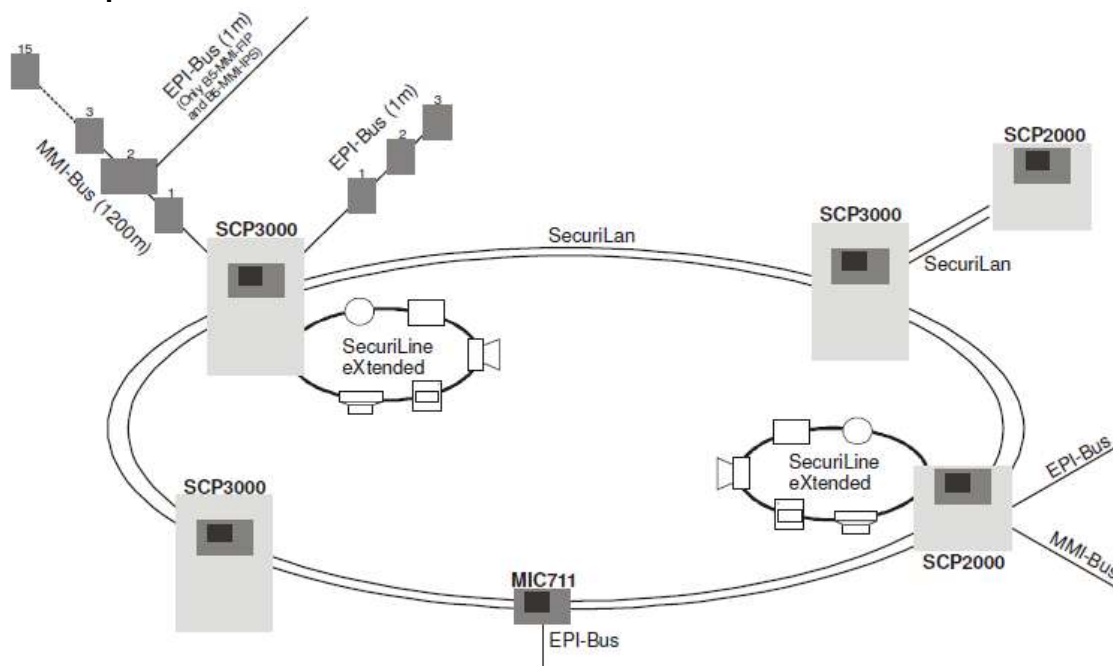 15
EPI-Bus (1m)
(Only B5-MMI-FIP
and B5-MMI-IPS)
3
2
1
MMI-Bus (1200m)
EPI-Bus (1m)
1
2
3
SCP2000
SCP3000
SCP3000
SecuriLan
SecuriLan
SecuriLine
eXtended
SecuriLine
eXtended
EPI-Bus
SCP3000
MMI-Bus
SCP2000
MIC711
EPI-Bus